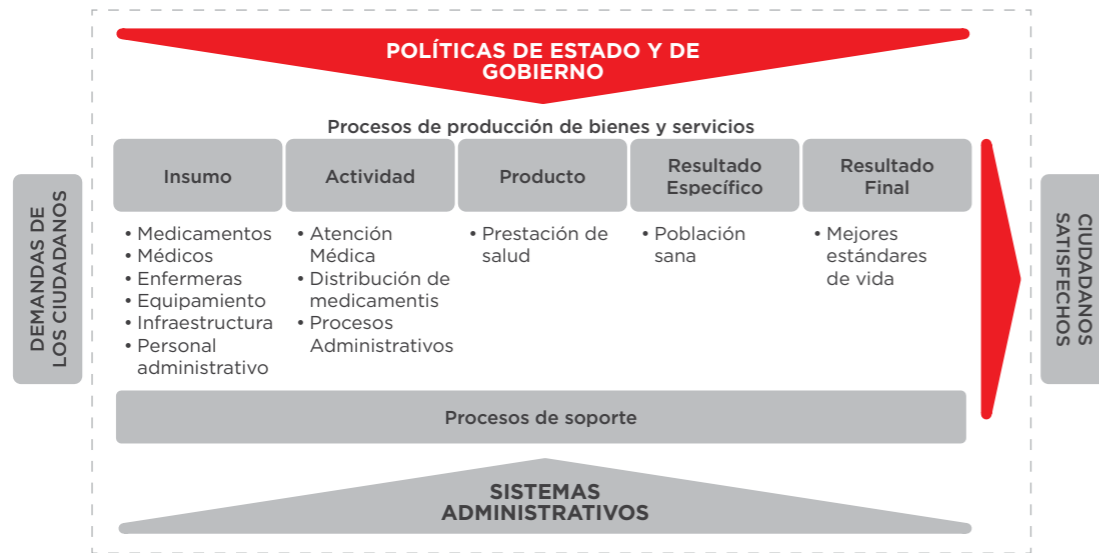 POLÍTICAS DE ESTADO Y DE
GOBIERNO
Procesos de producción de bienes y servicios
DEMANDAS DE
LOS CIUDADANOS
Insumo
• Medicamentos
• Médicos
• Enfermeras
• Equipamiento
• Infraestructura
• Personal
administrativo
Actividad
• Atención
Médica
• Distribución de
medicamentis
• Procesos
Administrativos
Producto
• Prestación de
salud
Resultado
Específico
• Población
sana
Resultado
Final
• Mejores
estándares
de vida
CIUDADANOS
SATISFECHOS
Procesos de soporte
SISTEMAS
ADMINISTRATIVOS